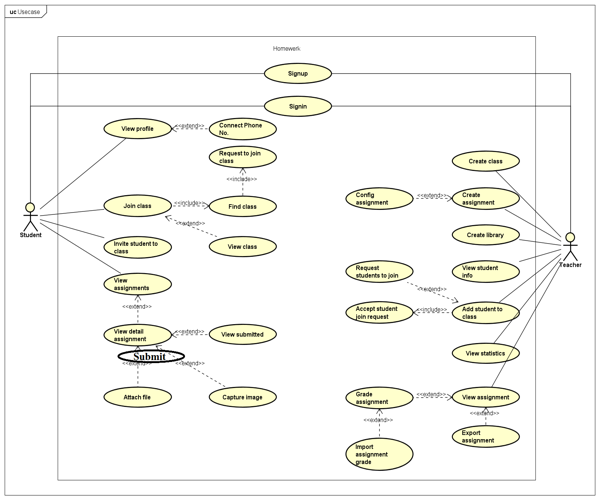 uc Usecase
Homework
Signup
Signin
View profile
<<extend>>
Connect Phone
No.
Request to join
class
<<include>>
Create class
Join class
<<include>>
Find class
Config
assignment
<<extend>>
Create
assignment
<<extend>>
Student
Invite student to
class
View class
Create library
Teacher
View
assignments
Request
students to join
View student
info
<<extend>>
<<extend>>
Accept student
join request
<<include>>
Add student to
class
View detail
assignment
<<extend>>
View submitted
Submit
View statistics
<<extend>>
<<extend>>
Attach file
Capture image
Grade
assignment
<<extend>>
View assignment
<<extend>>
<<extend>>
Export
assignment
Import
assignment
grade